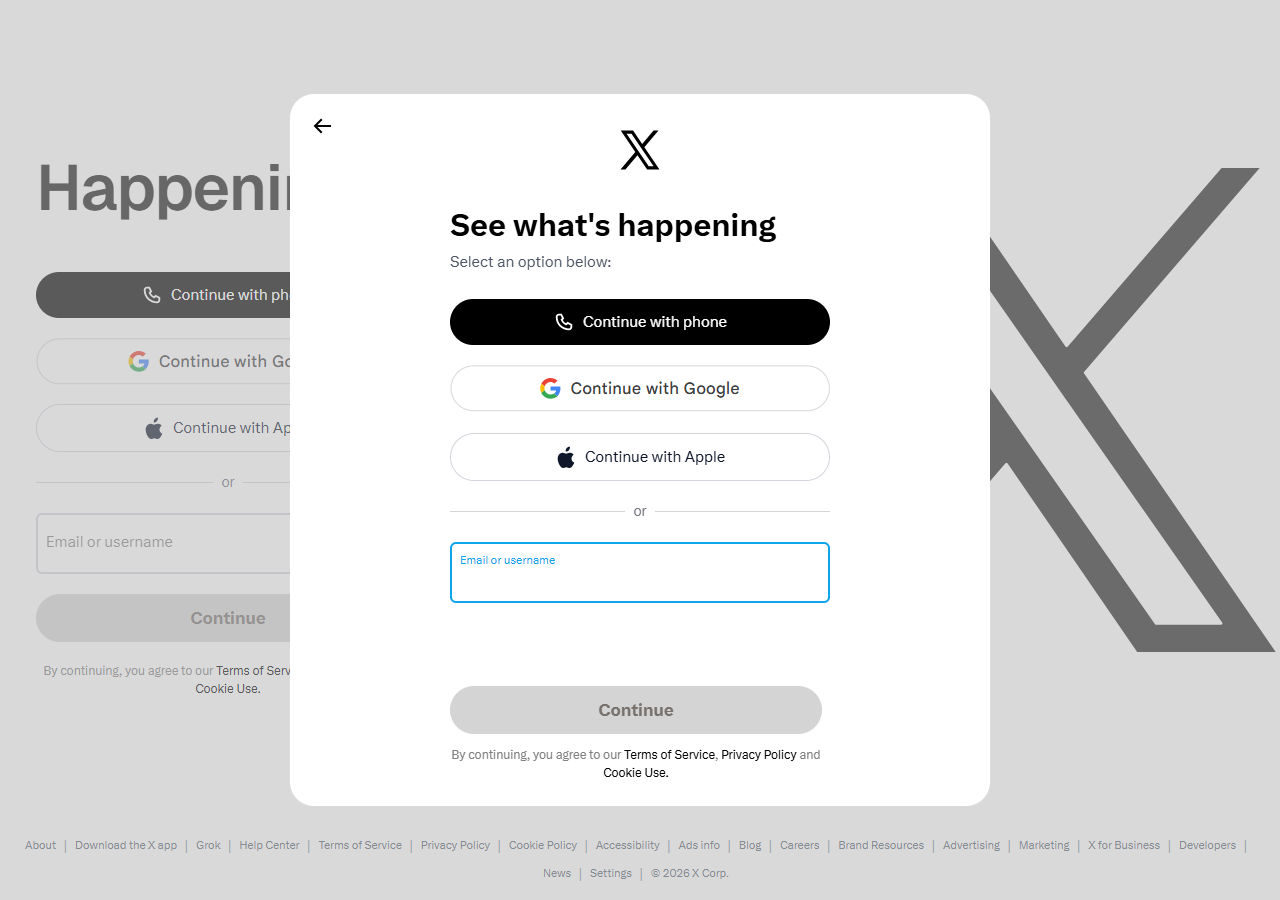 Happenin
Continue with pho
Continue with Go
Continue with Ap
or
Email or username
Continue
By continuing, you agree to our Terms of Serv
Cookie Use.
See what's happening
Select an option below:
Continue with phone
Continue with Google
Continue with Apple
or
Email or username
Continue
By continuing, you agree to our Terms of Service, Privacy Policy and
Cookie Use.
About | Download the X app | Grok | Help Center | Terms of Service | Privacy Policy | Cookie Policy | Accessibility | Ads info | Blog | Careers | Brand Resources | Advertising | Marketing | X for Business | Developers |
News | Settings | © 2026 X Corp.